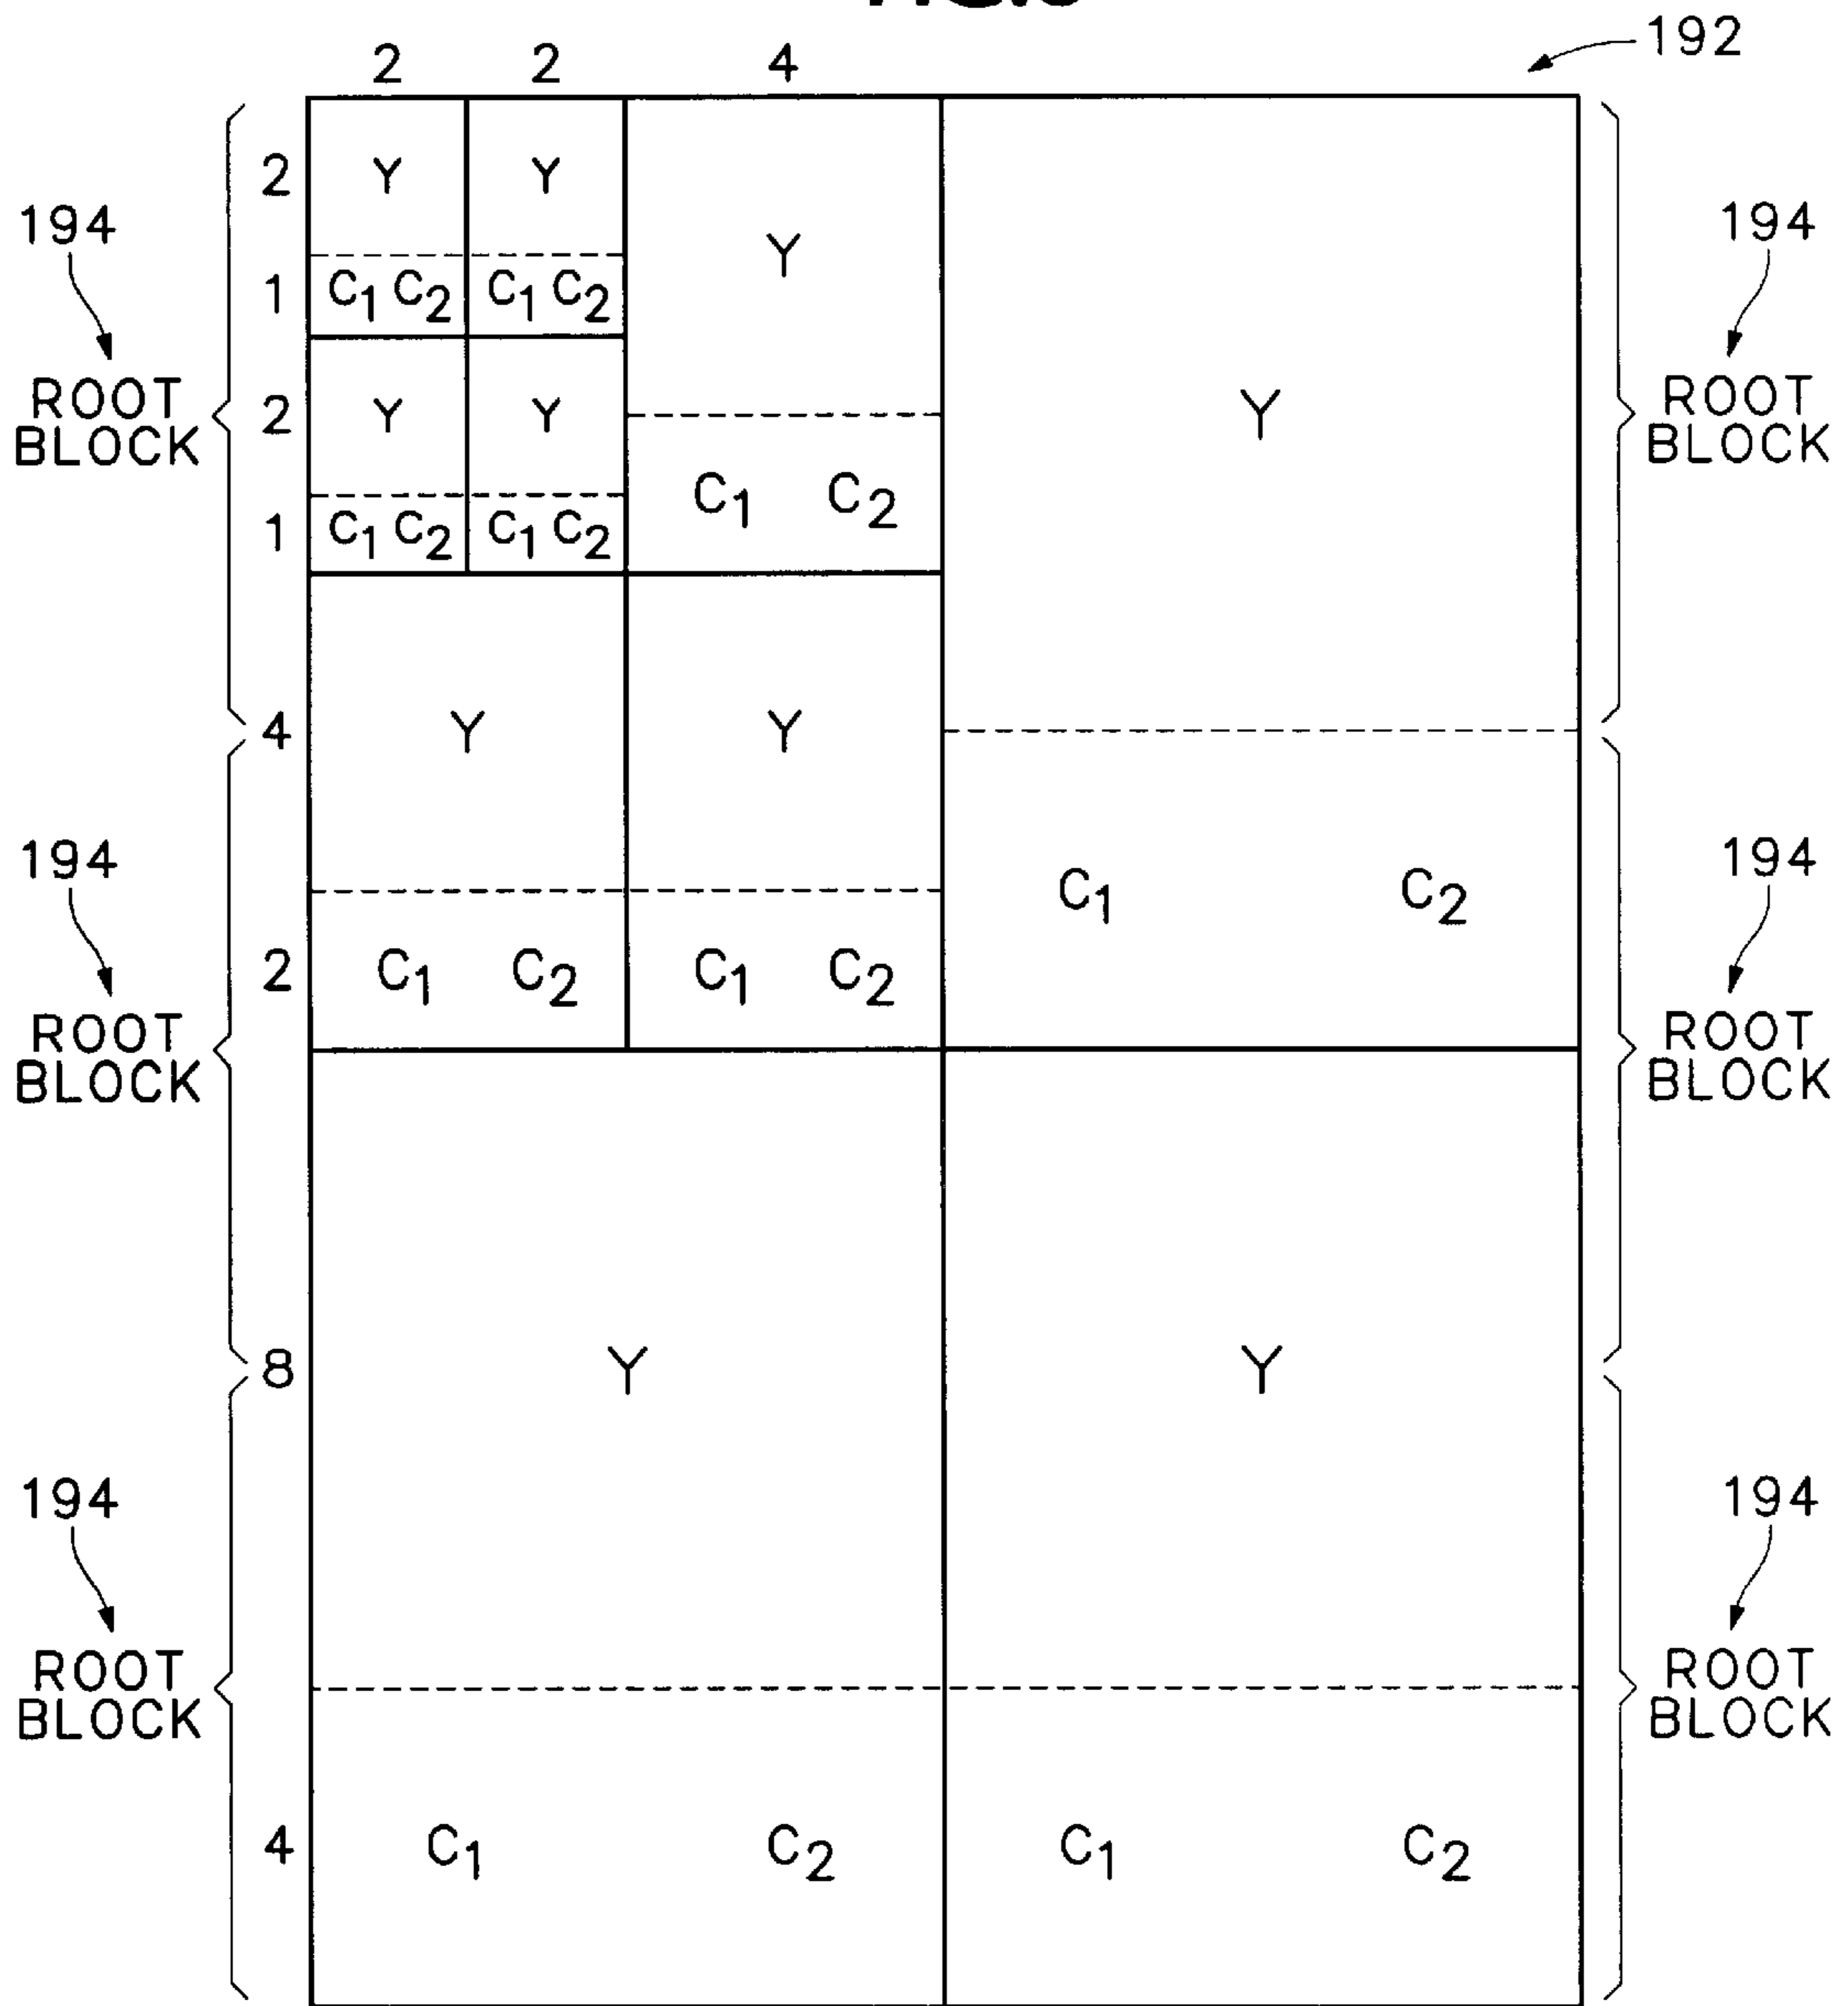 192
2 2 4
2 Y Y
194 Y 194
1 C1 C2 C1 C2
ROOT BLOCK 2 Y Y Y ROOT BLOCK
C1 C2
1 C1 C2 C1 C2
4 Y Y
194 194
C1 C2
2 C1 C2 C1 C2
ROOT BLOCK ROOT BLOCK
8 Y Y
194 194
ROOT BLOCK ROOT BLOCK
4 C1 C2 C1 C2